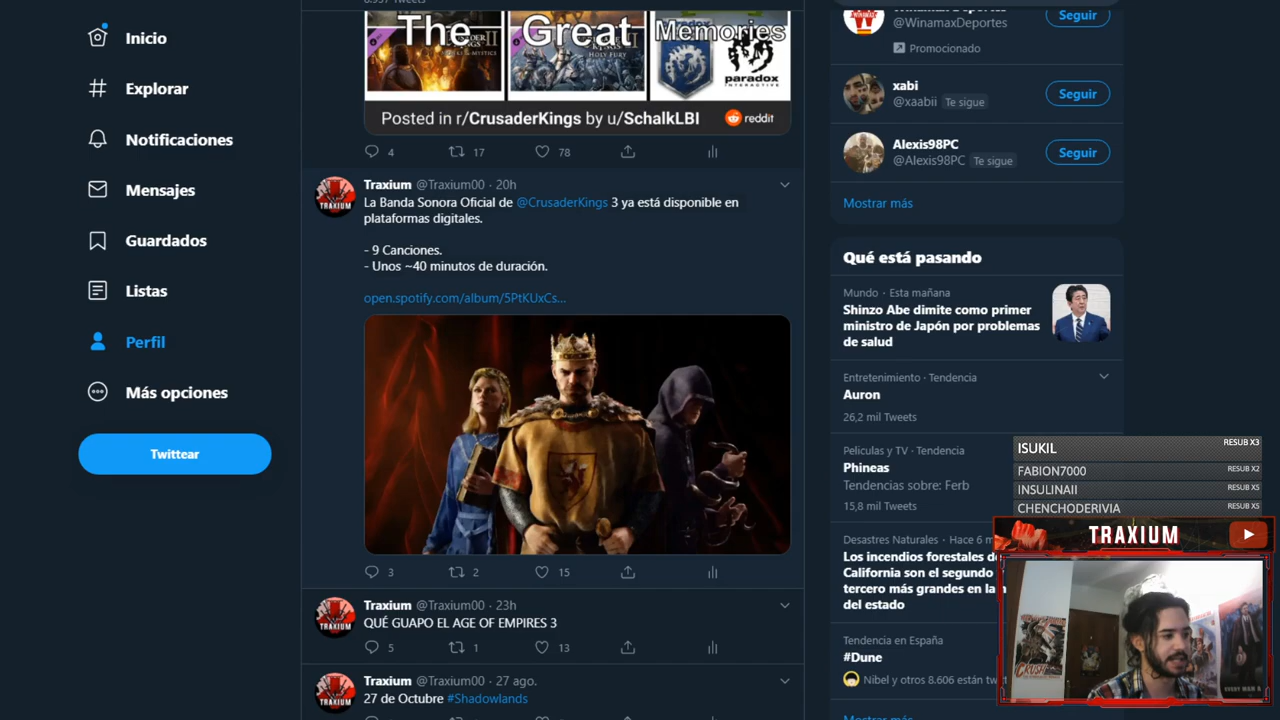 Inicio
Explorar
Notificaciones
Mensajes
Guardados
Listas
Perfil
Más opciones
Twittear
The Great Memories
HOLY FURY
paradox
INTERACTIVE
Posted in r/CrusaderKings by u/SchalkLBI
reddit
4 17 78
Traxium @Traxium00 · 20h
La Banda Sonora Oficial de @CrusaderKings 3 ya está disponible en
plataformas digitales.
- 9 Canciones.
- Unos ~40 minutos de duración.
open.spotify.com/album/5PtKUxCs...
3 2 15
Traxium @Traxium00 · 23h
QUÉ GUAPO EL AGE OF EMPIRES 3
5 1 13
Traxium @Traxium00 · 27 ago.
27 de Octubre #Shadowlands
TRAXIUM
TRAXIUM
TRAXIUM
@WinamaxDeportes
Seguir
Promocionado
xabi
@xaabii Te sigue
Seguir
Alexis98PC
@Alexis98PC Te sigue
Seguir
Mostrar más
Qué está pasando
Mundo · Esta mañana
Shinzo Abe dimite como primer
ministro de Japón por problemas
de salud
Entretenimiento · Tendencia
Auron
26,2 mil Tweets
Peliculas y TV · Tendencia
Phineas
Tendencias sobre: Ferb
15,8 mil Tweets
Desastres Naturales · Hace 6 m
Los incendios forestales de
California son el segundo
tercero más grandes en la
del estado
Tendencia en España
#Dune
Nibel y otros 8.606 están
ISUKIL RESUB X3
FABION7000 RESUB X2
INSULINAII RESUB X5
CHENCHODERIVIA RESUB X5
TRAXIUM